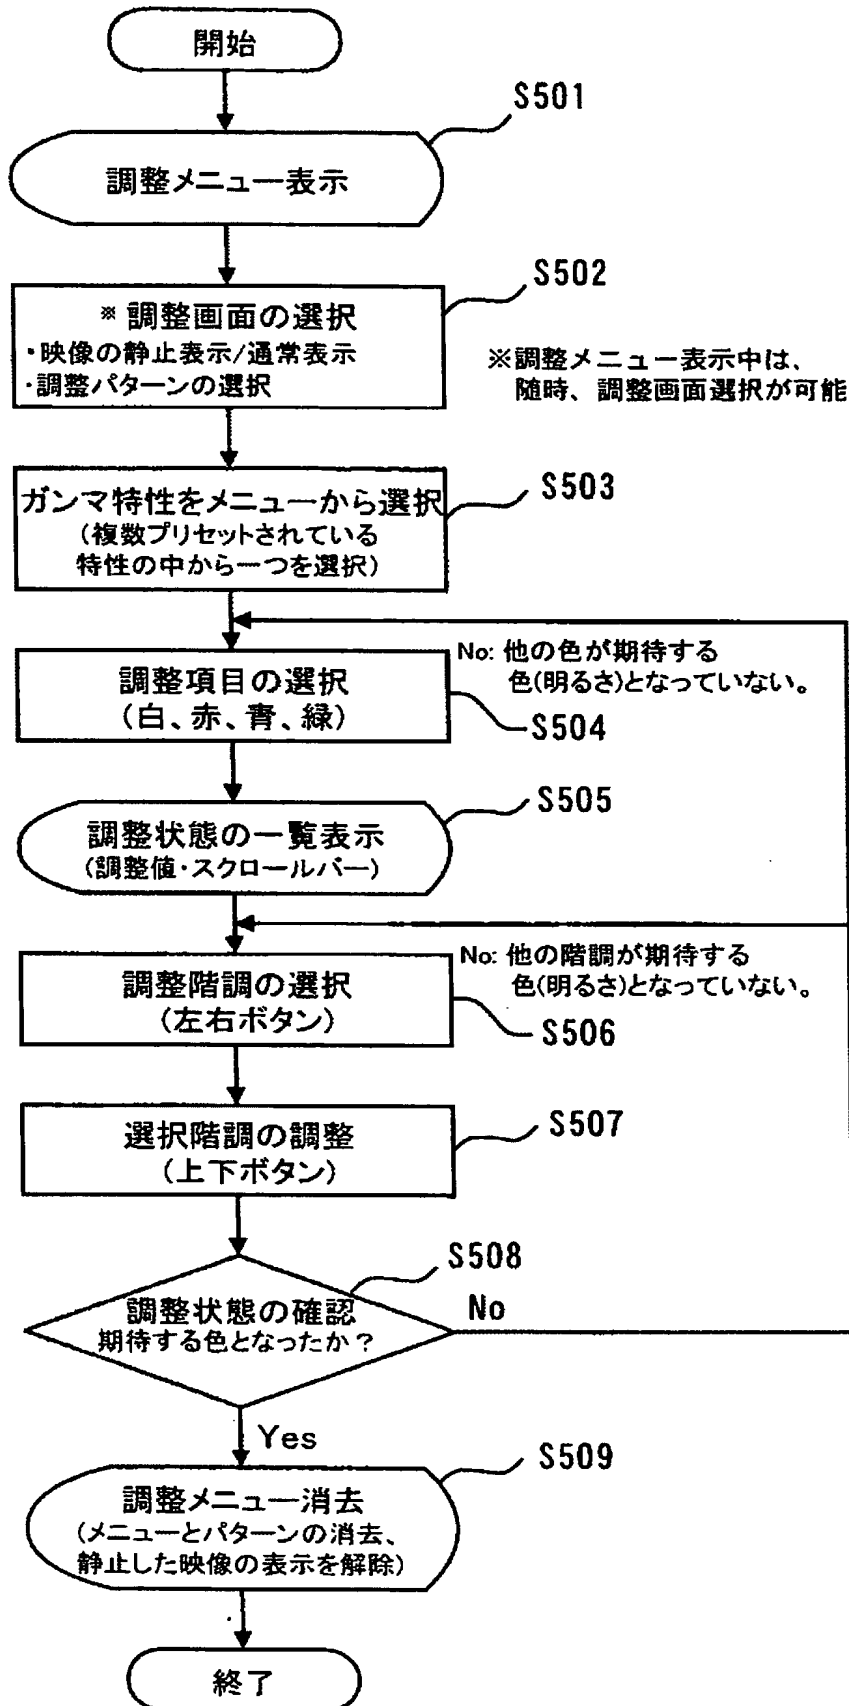 開始
S501
調整メニュー表示
S502
※調整画面の選択
・映像の静止表示/通常表示
・調整パターンの選択
※調整メニュー表示中は、
随時、調整画面選択が可能
S503
ガンマ特性をメニューから選択
(複数プリセットされている
特性の中から一つを選択)
No: 他の色が期待する
色(明るさ)となっていない。
調整項目の選択
(白、赤、青、緑)
S504
S505
調整状態の一覧表示
(調整値・スクロールバー)
No: 他の階調が期待する
色(明るさ)となっていない。
調整階調の選択
(左右ボタン)
S506
S507
選択階調の調整
(上下ボタン)
S508
調整状態の確認
期待する色となったか？
No
Yes
S509
調整メニュー消去
(メニューとパターンの消去、
静止した映像の表示を解除)
終了